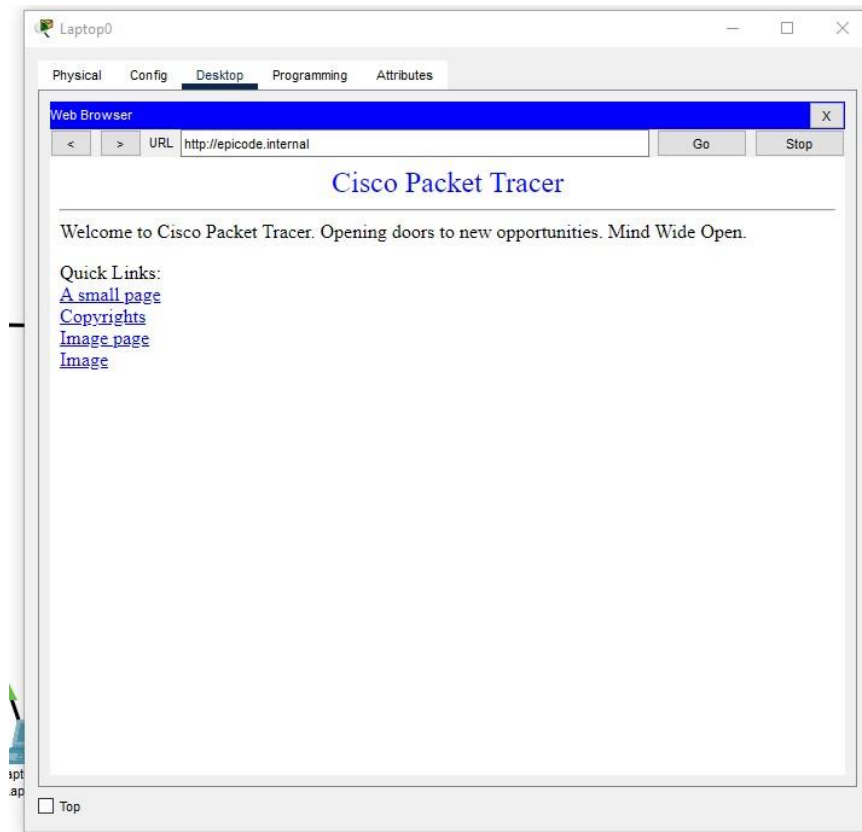 Laptop0
Physical Config Desktop Programming Attributes
Web Browser X
< > URL http://epicode.internal Go Stop
Cisco Packet Tracer
Welcome to Cisco Packet Tracer. Opening doors to new opportunities. Mind Wide Open.
Quick Links:
A small page
Copyrights
Image page
Image
Top